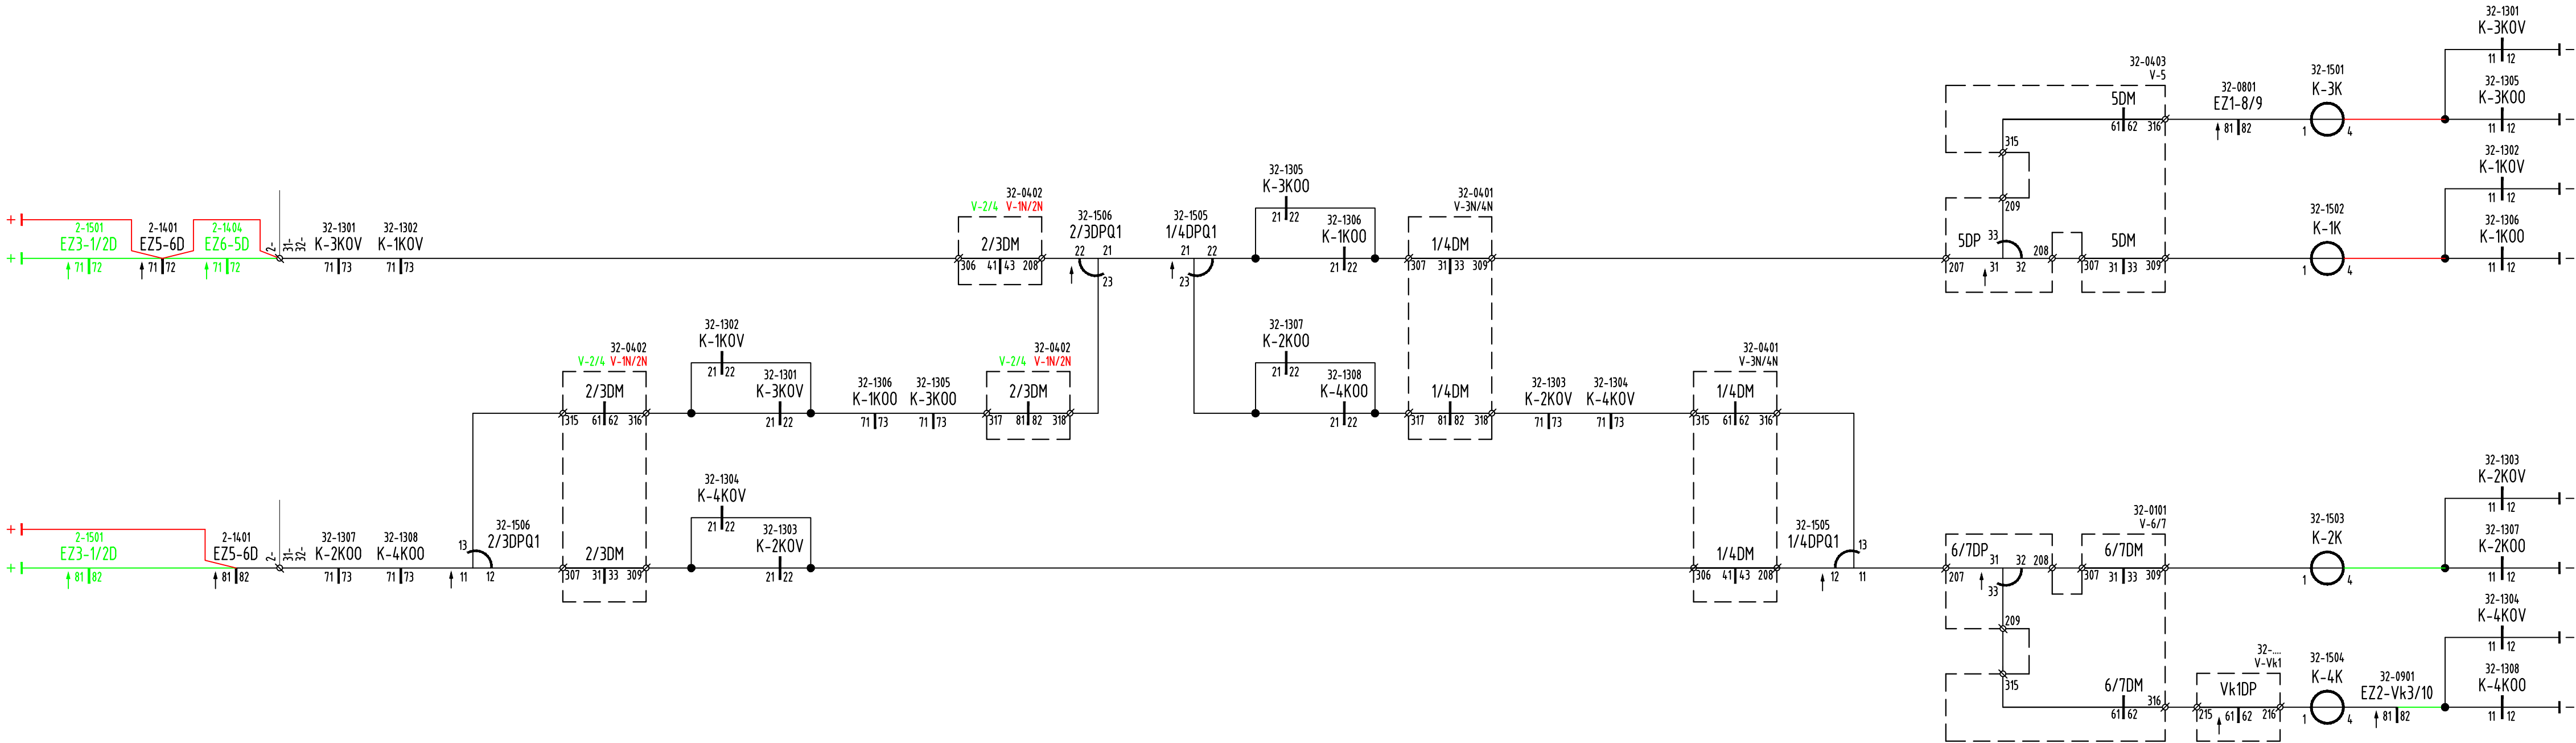 32-1301
K-3KOV
11 12
32-0403
V-5
32-1501
K-3K
32-1305
K-3KOO
32-0801
EZ1-8/9
5DM
61 62 316
81 82
1 4
11 12
315
32-1302
K-1KOV
11 12
209
32-1305
K-3KOO
21 22
+
2-1501
EZ3-1/2D
2-1401
EZ5-6D
2-1404
EZ6-5D
+
71 72
71 72
71 72
2-
31-
32-
32-1301
K-3KOV
71 73
32-1302
K-1KOV
71 73
32-0402
V-2/4 V-1N/2N
2/3DM
306 41 43 208
32-1506
2/3DPQ1
22 21
23
32-1505
1/4DPQ1
21 22
23
32-1306
K-1KOO
21 22
32-0401
V-3N/4N
1/4DM
307 31 33 309
5DP 33
207 31 32
208
5DM
307 31 33 309
32-1502
K-1K
1 4
32-1306
K-1KOO
11 12
32-0402
V-2/4 V-1N/2N
2/3DM
315 61 62 316
32-1302
K-1KOV
21 22
32-1301
K-3KOV
21 22
32-1306
K-1KOO
71 73
32-1305
K-3KOO
71 73
32-0402
V-2/4 V-1N/2N
2/3DM
317 81 82 318
32-1307
K-2KOO
21 22
32-1308
K-4KOO
21 22
1/4DM
317 81 82 318
32-1303
K-2KOV
71 73
32-1304
K-4KOV
71 73
32-0401
V-3N/4N
1/4DM
315 61 62 316
32-1303
K-2KOV
11 12
+
2-1501
EZ3-1/2D
+
81 82
2-1401
EZ5-6D
81 82
2-
31-
32-
32-1307
K-2KOO
71 73
32-1308
K-4KOO
71 73
32-1506
2/3DPQ1
13
11 12
2/3DM
307 31 33 309
32-1304
K-4KOV
21 22
32-1303
K-2KOV
21 22
1/4DM
306 41 43 208
32-1505
1/4DPQ1
13
12 11
32-0101
V-6/7
6/7DP 31 32 208
207
33
6/7DM
307 31 33 309
32-1503
K-2K
1 4
32-1307
K-2KOO
11 12
209
32-1304
K-4KOV
11 12
315
6/7DM
61 62 316
32-....
V-Vk1
Vk1DP
215 61 62 216
32-1504
K-4K
1 4
32-0901
EZ2-Vk3/10
81 82
32-1308
K-4KOO
11 12